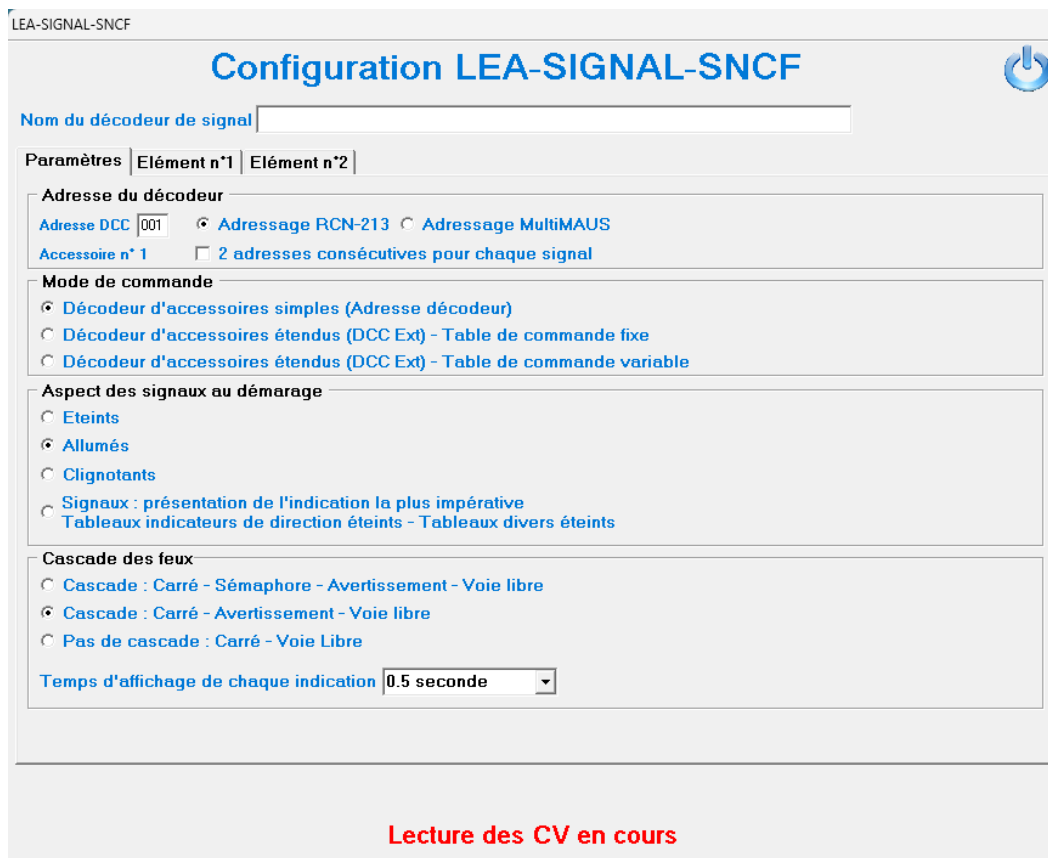 LEA-SIGNAL-SNCF
Configuration LEA-SIGNAL-SNCF
Nom du décodeur de signal
Paramètres Elément n°1 Elément n°2
Adresse du décodeur
Adresse DCC 001 Adressage RCN-213 Adressage MultiMAUS
Accessoire n° 1 2 adresses consécutives pour chaque signal
Mode de commande
Décodeur d'accessoires simples (Adresse décodeur)
Décodeur d'accessoires étendus (DCC Ext) - Table de commande fixe
Décodeur d'accessoires étendus (DCC Ext) - Table de commande variable
Aspect des signaux au démarage
Eteints
Allumés
Clignotants
Signaux : présentation de l'indication la plus impérative
Tableaux indicateurs de direction éteints - Tableaux divers éteints
Cascade des feux
Cascade : Carré - Sémaphore - Avertissement - Voie libre
Cascade : Carré - Avertissement - Voie libre
Pas de cascade : Carré - Voie Libre
Temps d'affichage de chaque indication 0.5 seconde
Lecture des CV en cours